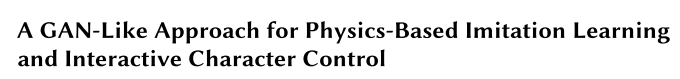 A GAN-Like Approach for Physics-Based Imitation Learning
and Interactive Character Control